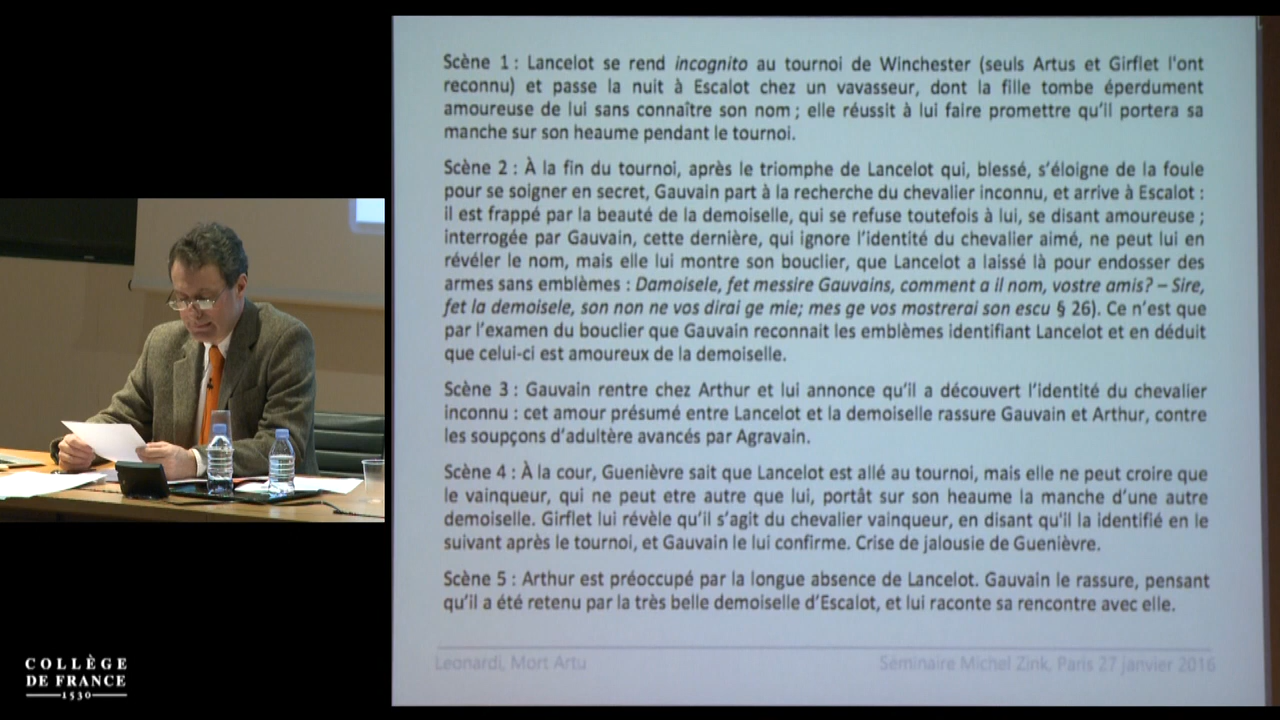 Scène 1 : Lancelot se rend incognito au tournoi de Winchester (seuls Artus et Girflet l'ont
reconnu) et passe la nuit à Escalot chez un vavasseur, dont la fille tombe éperdument
amoureuse de lui sans connaître son nom ; elle réussit à lui faire promettre qu'il portera sa
manche sur son heaume pendant le tournoi.
Scène 2 : À la fin du tournoi, après le triomphe de Lancelot qui, blessé, s'éloigne de la foule
pour se soigner en secret, Gauvain part à la recherche du chevalier inconnu, et arrive à Escalot :
il est frappé par la beauté de la demoiselle, qui se refuse toutefois à lui, se disant amoureuse ;
interrogée par Gauvain, cette dernière, qui ignore l'identité du chevalier aimé, ne peut lui en
révéler le nom, mais elle lui montre son bouclier, que Lancelot a laissé là pour endosser des
armes sans emblèmes : Damoisele, fet messire Gauvains, comment a il nom, vostre amis? – Sire,
fet la demoisele, son non ne vos dirai ge mie; mes ge vos mostrerai son escu § 26). Ce n'est que
par l'examen du bouclier que Gauvain reconnait les emblèmes identifiant Lancelot et en déduit
que celui-ci est amoureux de la demoiselle.
Scène 3 : Gauvain rentre chez Arthur et lui annonce qu'il a découvert l'identité du chevalier
inconnu : cet amour présumé entre Lancelot et la demoiselle rassure Gauvain et Arthur, contre
les soupçons d'adultère avancés par Agravain.
Scène 4 : À la cour, Guenièvre sait que Lancelot est allé au tournoi, mais elle ne peut croire que
le vainqueur, qui ne peut etre autre que lui, portât sur son heaume la manche d'une autre
demoiselle. Girflet lui révèle qu'il s'agit du chevalier vainqueur, en disant qu'il la identifié en le
suivant après le tournoi, et Gauvain le lui confirme. Crise de jalousie de Guenièvre.
Scène 5 : Arthur est préoccupé par la longue absence de Lancelot. Gauvain le rassure, pensant
qu'il a été retenu par la très belle demoiselle d'Escalot, et lui raconte sa rencontre avec elle.
Leonardi, Mort Artu
Séminaire Michel Zink, Paris 27 janvier 2016
COLLÈGE
DE FRANCE
1530